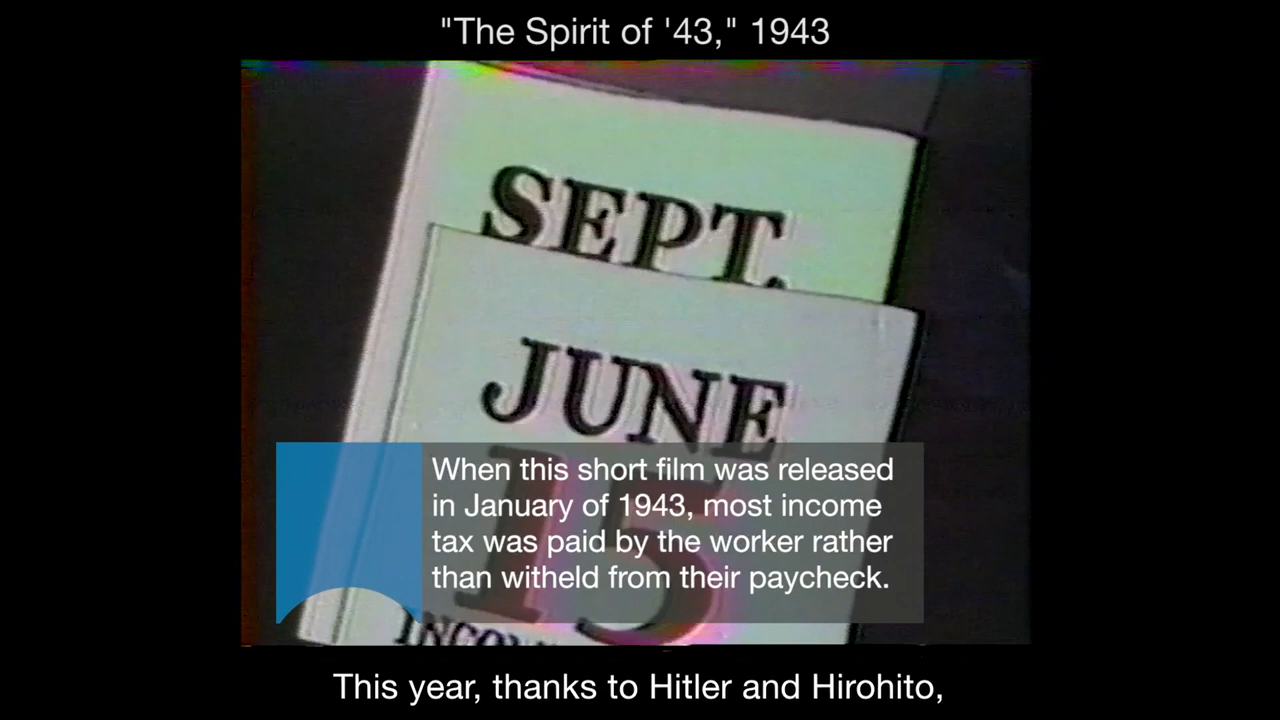 "The Spirit of '43," 1943
SEPT.
JUNE
15
When this short film was released
in January of 1943, most income
tax was paid by the worker rather
than witheld from their paycheck.
This year, thanks to Hitler and Hirohito,